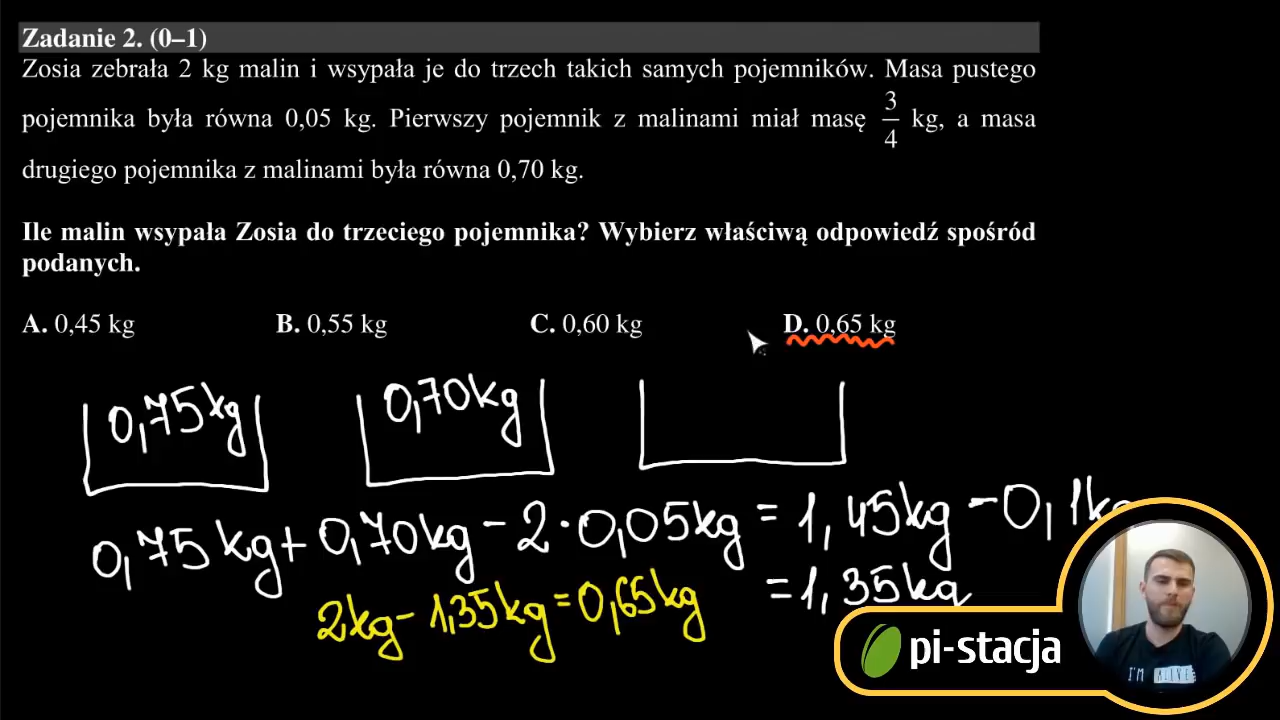 Zadanie 2. (0–1)
Zosia zebrała 2 kg malin i wsypała je do trzech takich samych pojemników. Masa pustego
pojemnika była równa 0,05 kg. Pierwszy pojemnik z malinami miał masę 3/4 kg, a masa
drugiego pojemnika z malinami była równa 0,70 kg.
Ile malin wsypała Zosia do trzeciego pojemnika? Wybierz właściwą odpowiedź spośród
podanych.
A. 0,45 kg B. 0,55 kg C. 0,60 kg D. 0,65 kg
0,75kg 0,70kg
0,75kg + 0,70kg - 2·0,05kg = 1,45kg - 0,1kg
= 1,35kg
2kg - 1,35kg = 0,65kg
pi-stacja
I'M ALIVE